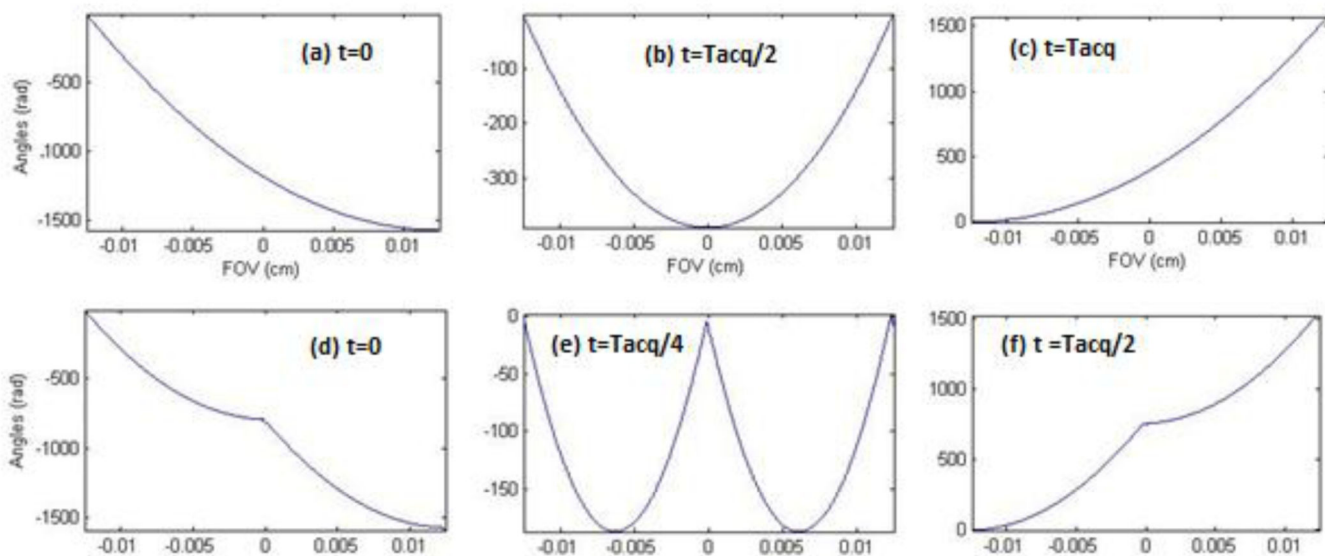 (a) t=0
(b) t=Tacq/2
(c) t=Tacq
Angles (rad)
-500
-1000
-1500
-100
-200
-300
1500
1000
500
0
-0.01 -0.005 0 0.005 0.01
-0.01 -0.005 0 0.005 0.01
-0.01 -0.005 0 0.005 0.01
FOV (cm)
FOV (cm)
FOV (cm)
(d) t=0
(e) t=Tacq/4
(f) t =Tacq/2
Angles (rad)
-500
-1000
-1500
0
-50
-100
-150
1500
1000
500
0
-0.01 -0.005 0 0.005 0.01
-0.01 -0.005 0 0.005 0.01
-0.01 -0.005 0 0.005 0.01